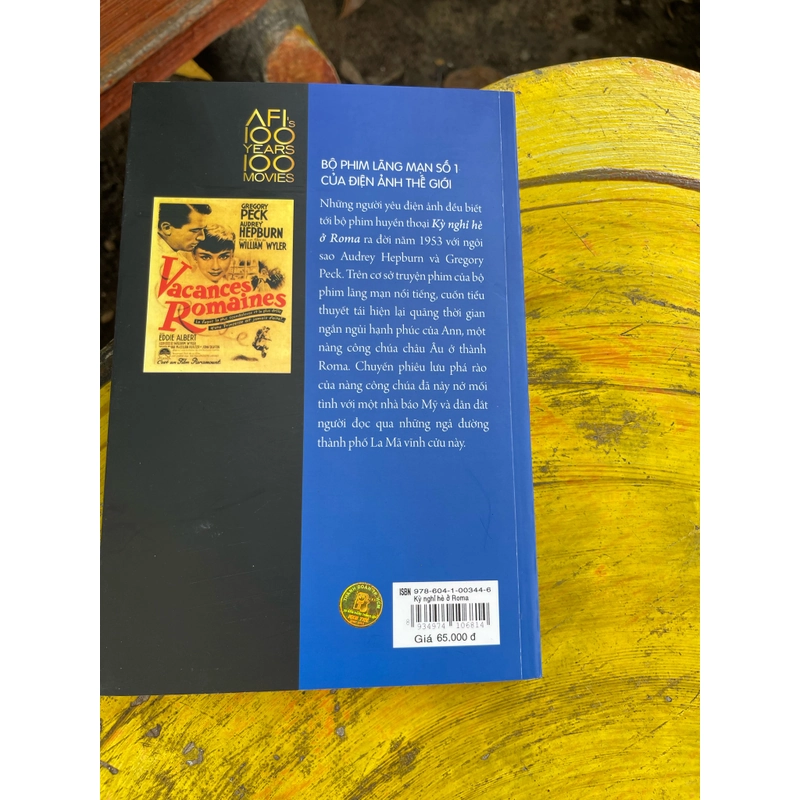 AFI's
100
YEARS
100
MOVIES
GREGORY
PECK
AUDREY
HEPBURN
WILLIAM WYLER
Vacances
Romaines
EDDIE ALBERT
C'est un Film Paramount
BỘ PHIM LÃNG MẠN SỐ 1
CỦA ĐIỆN ẢNH THẾ GIỚI
Những người yêu điện ảnh đều biết
tới bộ phim huyền thoại Kỳ nghỉ hè
ở Roma ra đời năm 1953 với ngôi
sao Audrey Hepburn và Gregory
Peck. Trên cơ sở truyện phim của bộ
phim lãng mạn nổi tiếng, cuốn tiểu
thuyết tái hiện lại quãng thời gian
ngắn ngủi hạnh phúc của Ann, một
nàng công chúa châu Âu ở thành
Roma. Chuyến phiêu lưu phá rào
của nàng công chúa đã nảy nở mối
tình với một nhà báo Mỹ và dẫn dắt
người đọc qua những ngả đường
thành phố La Mã vĩnh cửu này.
ISBN 978-604-1-00344-6
Kỳ nghỉ hè ở Roma
8 934974 106814
Giá 65.000 đ